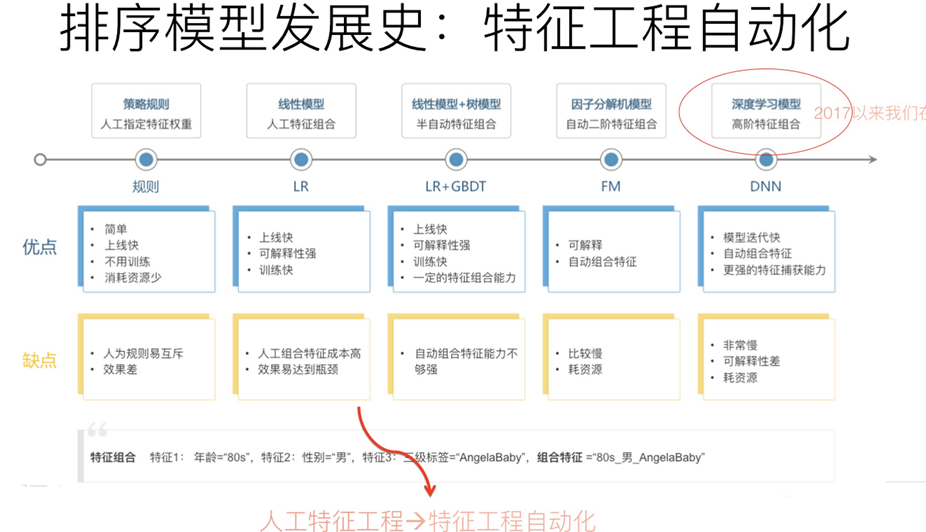 排序模型发展史：特征工程自动化
策略规则
人工指定特征权重
线性模型
人工特征组合
线性模型+树模型
半自动特征组合
因子分解机模型
自动二阶特征组合
深度学习模型
高阶特征组合
2017以来我们在
规则
LR
LR+GBDT
FM
DNN
优点
• 简单
• 上线快
• 不用训练
• 消耗资源少
• 上线快
• 可解释性强
• 训练快
• 上线快
• 可解释性强
• 训练快
• 一定的特征组合能力
• 可解释
• 自动组合特征
• 模型迭代快
• 自动组合特征
• 更强的特征捕获能力
缺点
• 人为规则易互斥
• 效果差
• 人工组合特征成本高
• 效果易达到瓶颈
• 自动组合特征能力不
够强
• 比较慢
• 耗资源
• 非常慢
• 可解释性差
• 耗资源
特征组合 特征1： 年龄=“80s”，特征2：性别=“男”，特征3：三级标签=“AngelaBaby”，组合特征 =“80s_男_AngelaBaby”
人工特征工程→特征工程自动化